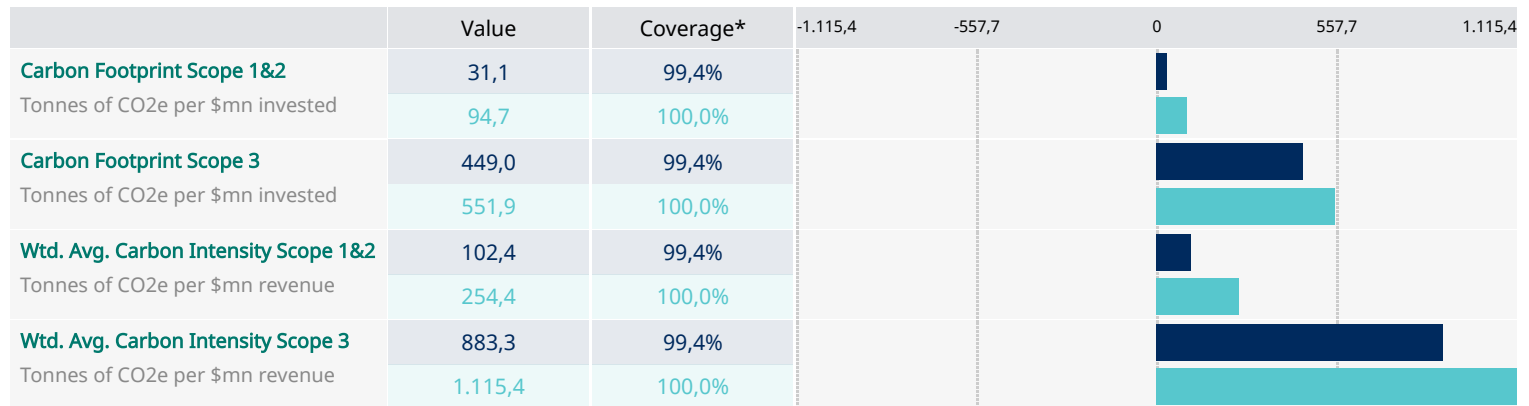 Value Coverage* -1.115,4 -557,7 0 557,7 1.115,4
Carbon Footprint Scope 1&2 31,1 99,4%
Tonnes of CO2e per $mn invested 94,7 100,0%
Carbon Footprint Scope 3 449,0 99,4%
Tonnes of CO2e per $mn invested 551,9 100,0%
Wtd. Avg. Carbon Intensity Scope 1&2 102,4 99,4%
Tonnes of CO2e per $mn revenue 254,4 100,0%
Wtd. Avg. Carbon Intensity Scope 3 883,3 99,4%
Tonnes of CO2e per $mn revenue 1.115,4 100,0%